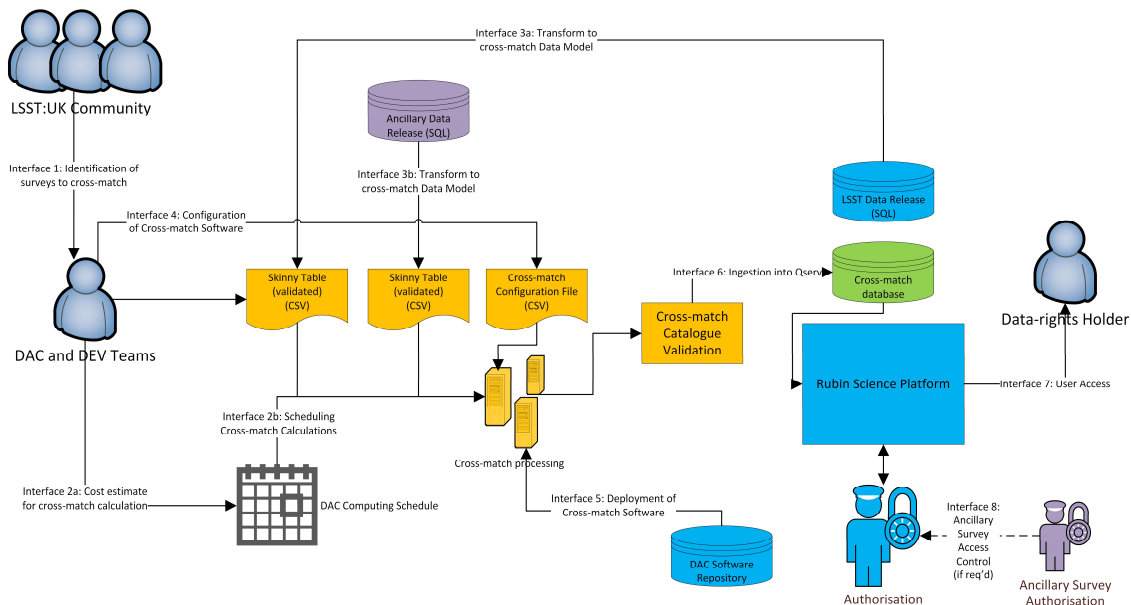 Interface 3a: Transform to
cross-match Data Model
LSST:UK Community
Ancillary Data
Release (SQL)
Interface 1: Identification of
surveys to cross-match
Interface 3b: Transform to
cross-match Data Model
LSST Data Release
(SQL)
Interface 4: Configuration
of Cross-match Software
Skinny Table
(validated)
(CSV)
Skinny Table
(validated)
(CSV)
Cross-match
Configuration File
(CSV)
Interface 6: Ingestion into Qserv
Cross-match
database
Cross-match
Catalogue
Validation
Data-rights Holder
DAC and DEV Teams
Rubin Science Platform
Interface 7: User Access
Interface 2b: Scheduling
Cross-match Calculations
Cross-match processing
Interface 2a: Cost estimate
for cross-match calculation
DAC Computing Schedule
Interface 5: Deployment of
Cross-match Software
DAC Software
Repository
Interface 8:
Ancillary
Survey
Access
Control
(if req'd)
Authorisation
Ancillary Survey
Authorisation